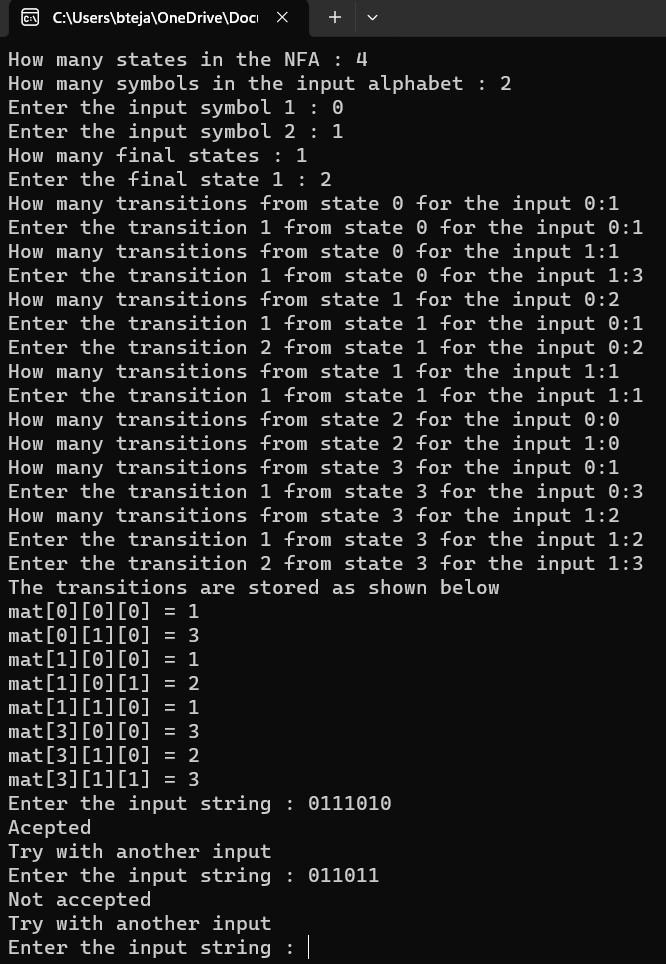 C:\Users\bteja\OneDrive\Docu
How many states in the NFA : 4
How many symbols in the input alphabet : 2
Enter the input symbol 1 : 0
Enter the input symbol 2 : 1
How many final states : 1
Enter the final state 1 : 2
How many transitions from state 0 for the input 0:1
Enter the transition 1 from state 0 for the input 0:1
How many transitions from state 0 for the input 1:1
Enter the transition 1 from state 0 for the input 1:3
How many transitions from state 1 for the input 0:2
Enter the transition 1 from state 1 for the input 0:1
Enter the transition 2 from state 1 for the input 0:2
How many transitions from state 1 for the input 1:1
Enter the transition 1 from state 1 for the input 1:1
How many transitions from state 2 for the input 0:0
How many transitions from state 2 for the input 1:0
How many transitions from state 3 for the input 0:1
Enter the transition 1 from state 3 for the input 0:3
How many transitions from state 3 for the input 1:2
Enter the transition 1 from state 3 for the input 1:2
Enter the transition 2 from state 3 for the input 1:3
The transitions are stored as shown below
mat[0][0][0] = 1
mat[0][1][0] = 3
mat[1][0][0] = 1
mat[1][0][1] = 2
mat[1][1][0] = 1
mat[3][0][0] = 3
mat[3][1][0] = 2
mat[3][1][1] = 3
Enter the input string : 0111010
Acepted
Try with another input
Enter the input string : 011011
Not accepted
Try with another input
Enter the input string :